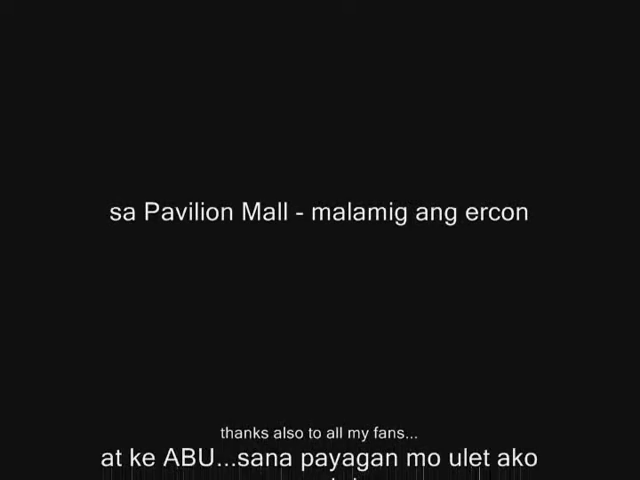 sa Pavilion Mall - malamig ang ercon
thanks also to all my fans...
at ke ABU...sana payagan mo ulet ako